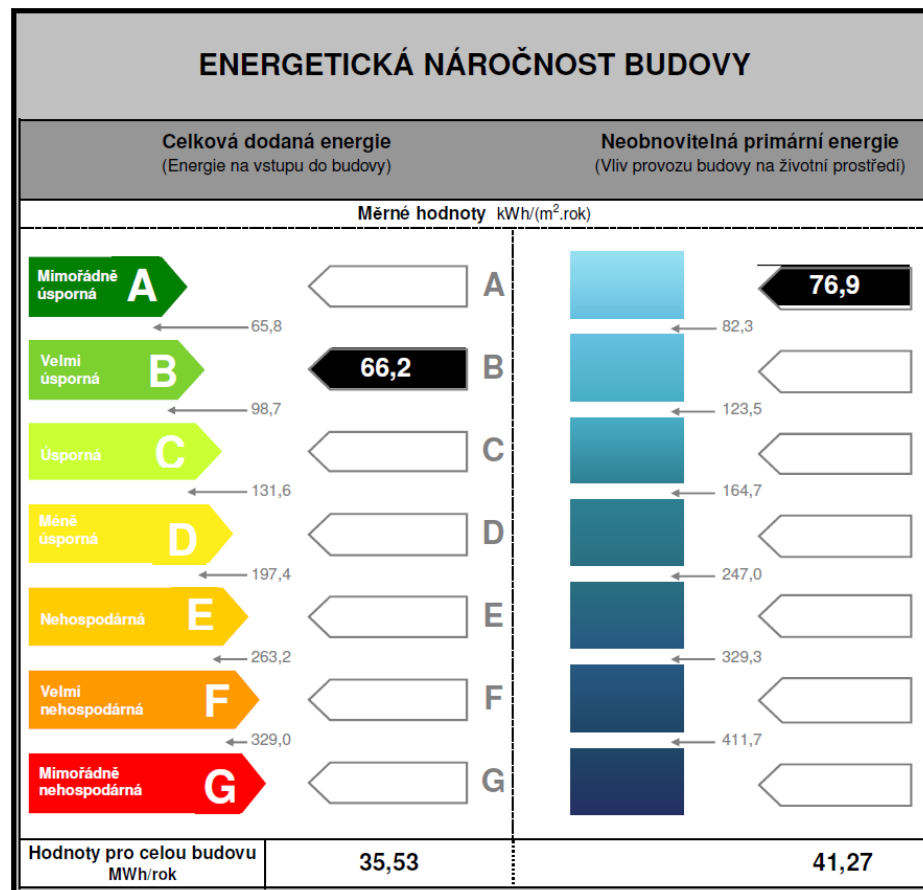 ENERGETICKÁ NÁROČNOST BUDOVY
Celková dodaná energie
(Energie na vstupu do budovy)
Neobnovitelná primární energie
(Vliv provozu budovy na životní prostředí)
Měrné hodnoty kWh/(m².rok)
Mimořádně
úsporná
A
A
76,9
65,8
82,3
Velmi
úsporná
B
66,2
B
98,7
123,5
Úsporná
C
C
131,6
164,7
Méně
úsporná
D
D
197,4
247,0
Nehospodárná
E
E
263,2
329,3
Velmi
nehospodárná
F
F
329,0
411,7
Mimořádně
nehospodárná
G
G
Hodnoty pro celou budovu
MWh/rok
35,53
41,27